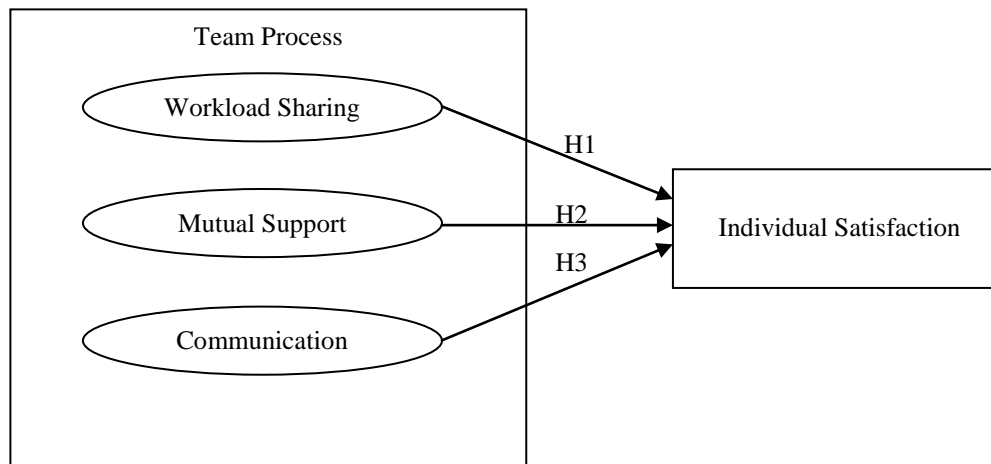 Team Process
Workload Sharing
H1
Mutual Support
H2
Individual Satisfaction
H3
Communication